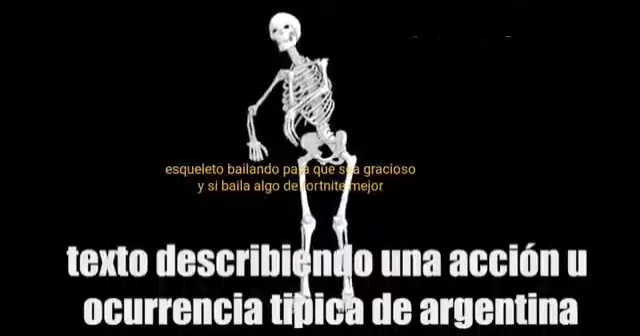 esqueleto bailando para que sea gracioso
y si baila algo de fortnite mejor
texto describiendo una acción u
ocurrencia tipica de argentina